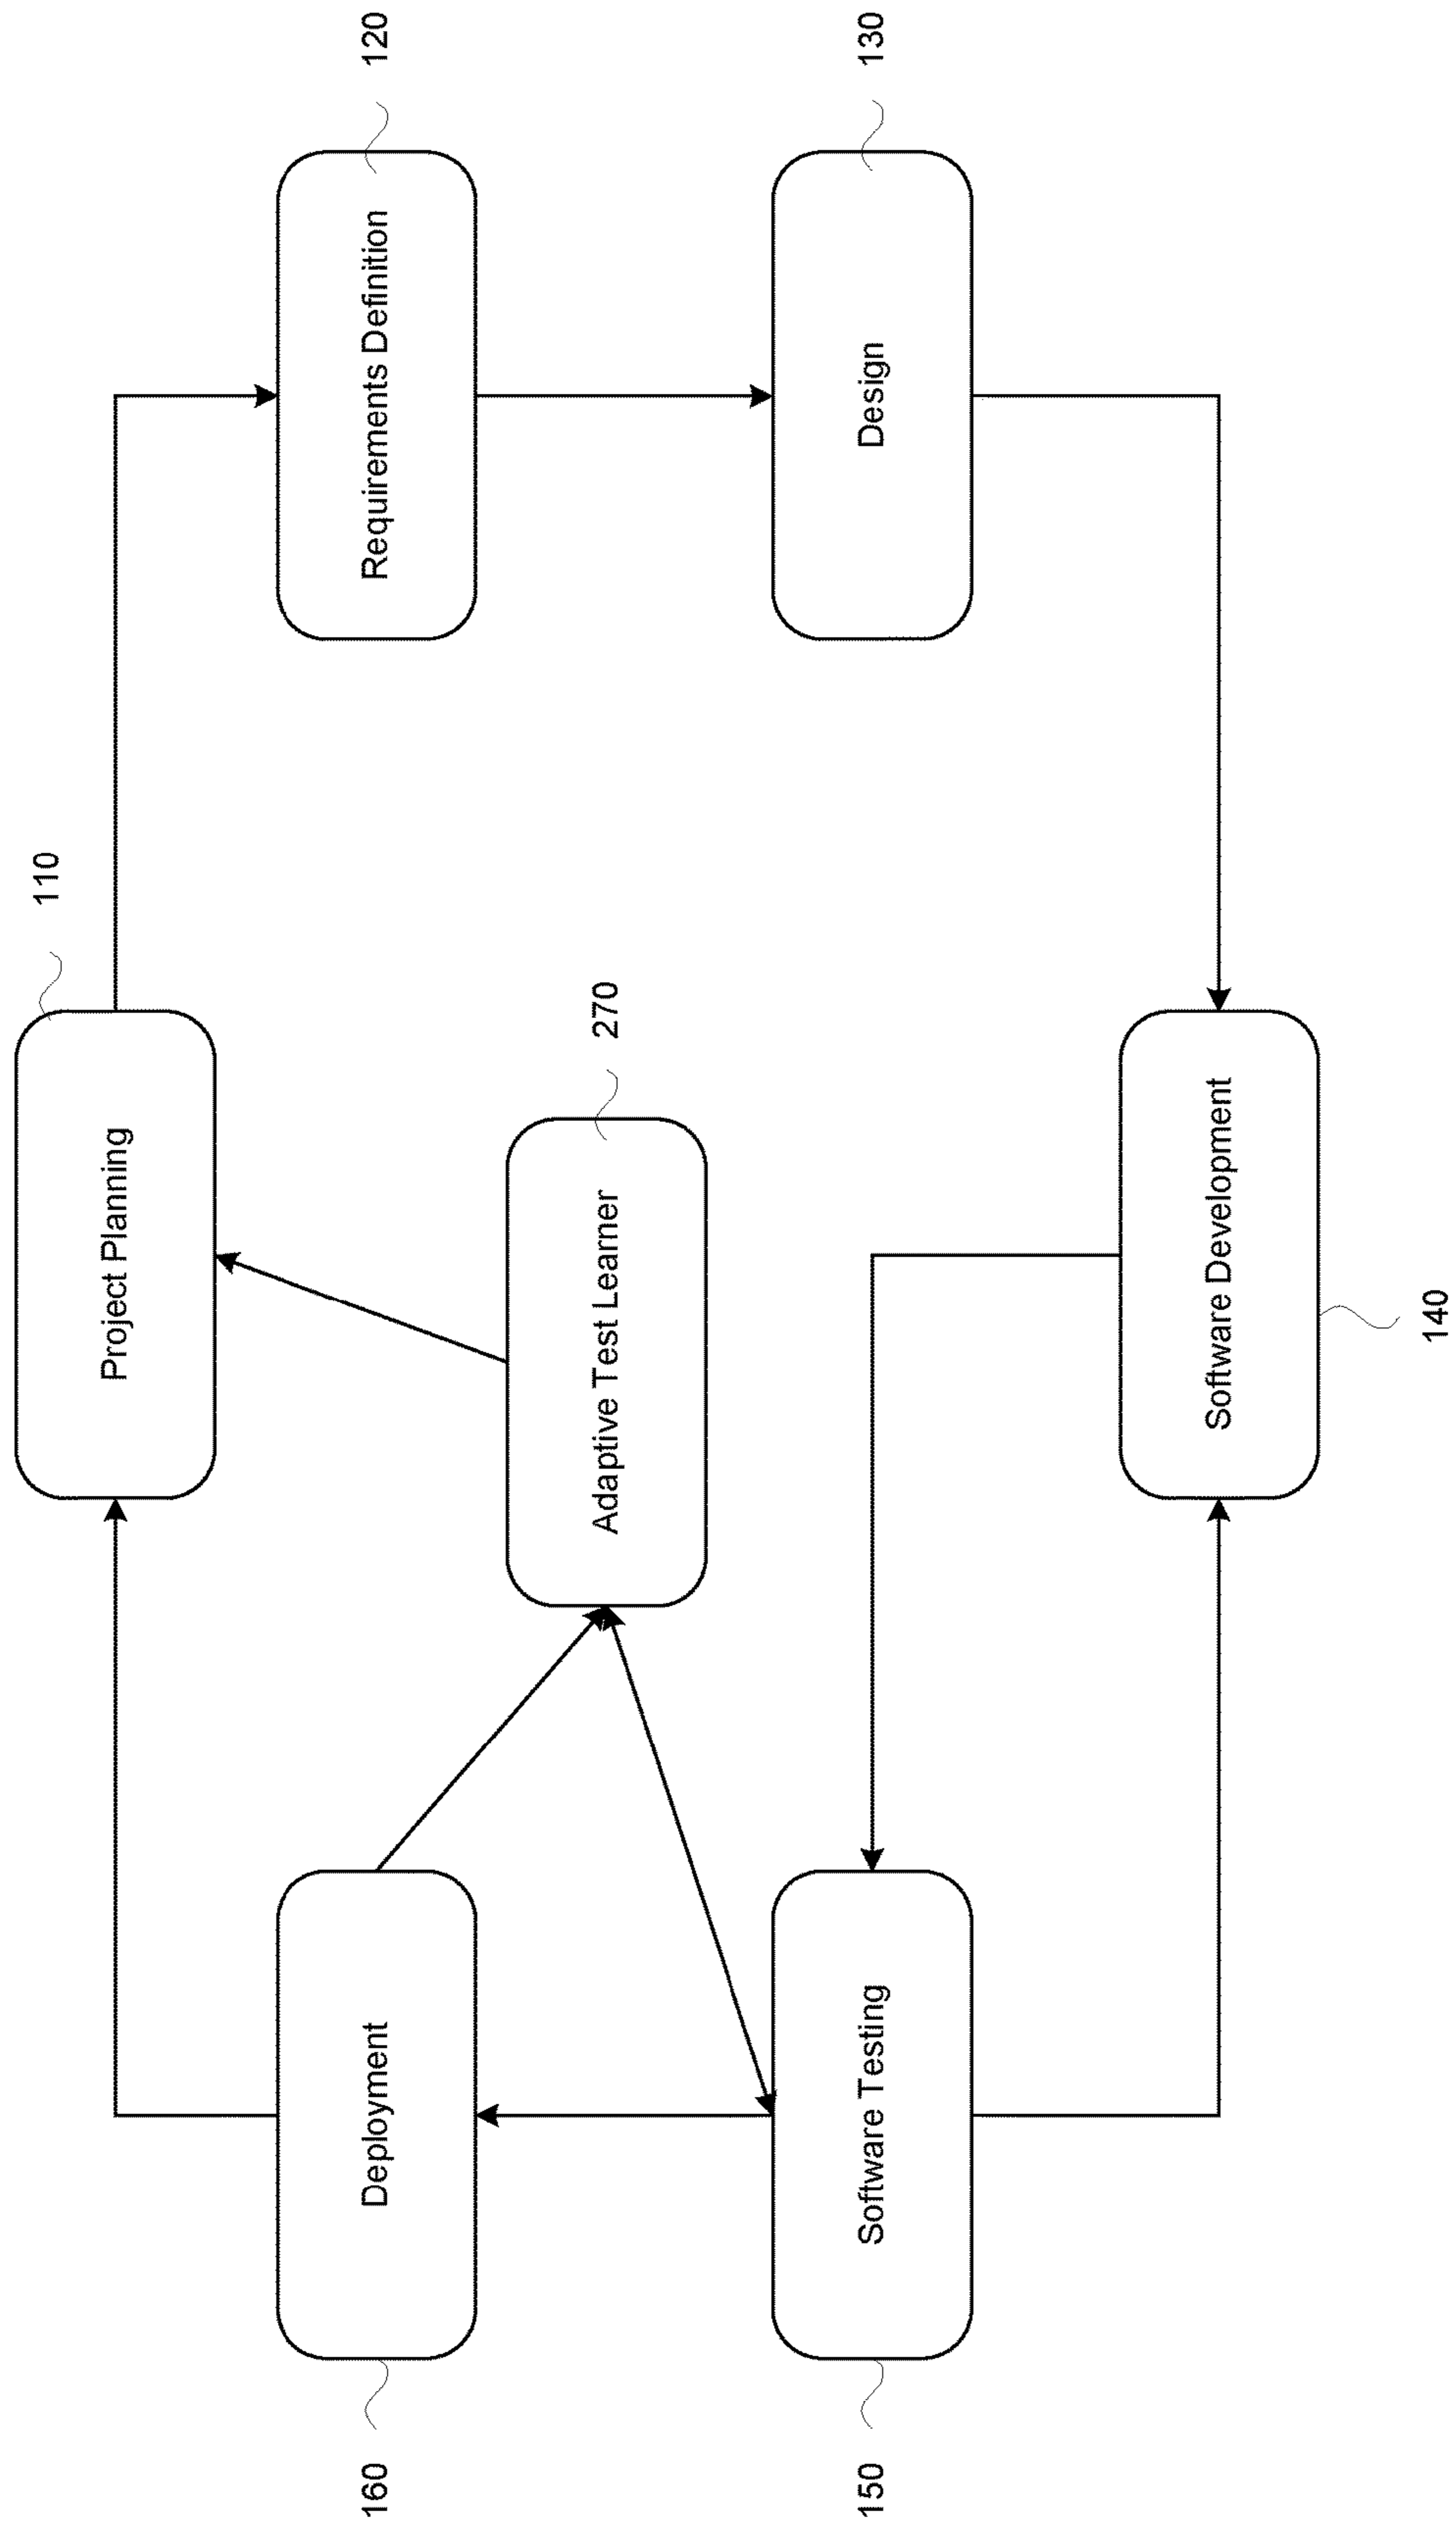 110
Project Planning
120
Requirements Definition
130
Design
140
Software Development
150
Software Testing
160
Deployment
270
Adaptive Test Learner